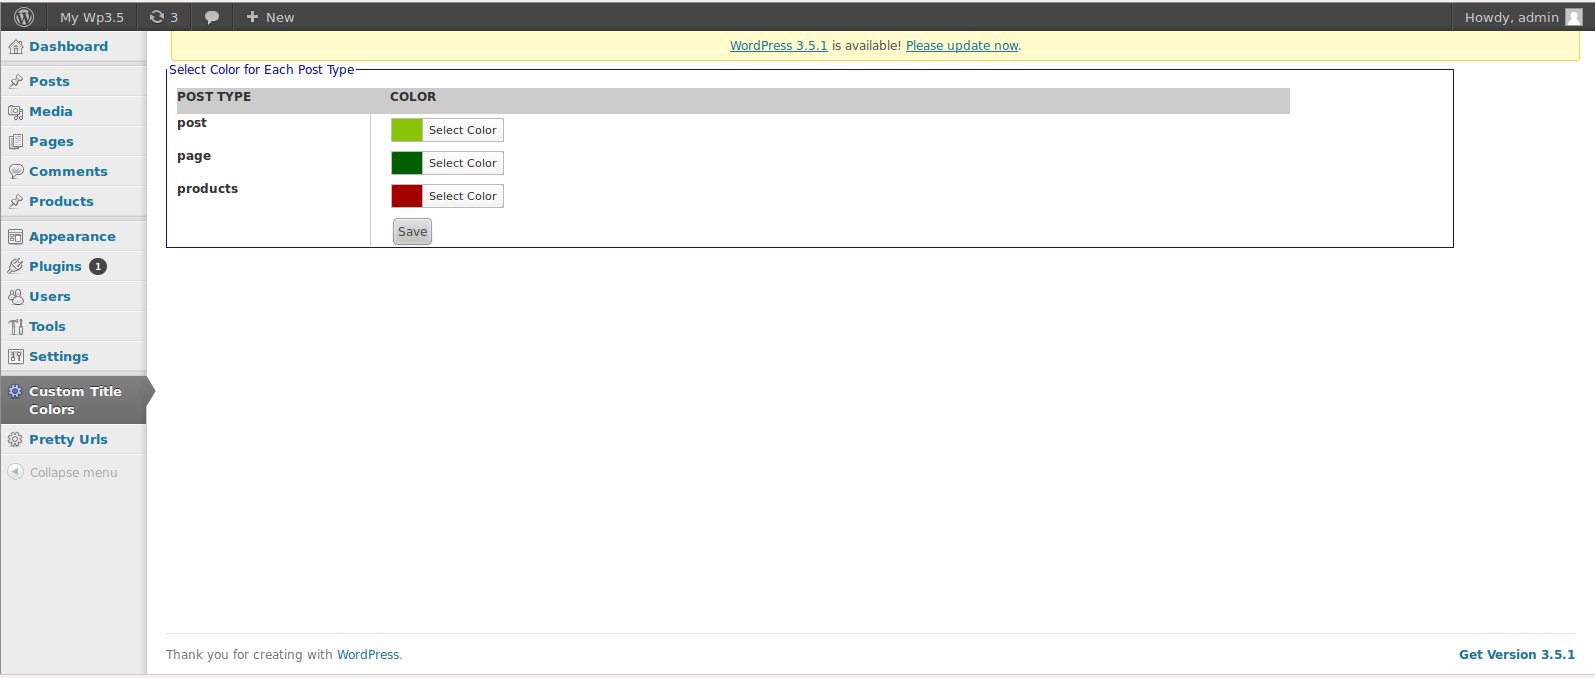 My Wp3.5 3 New Howdy, admin
WordPress 3.5.1 is available! Please update now.
Dashboard
Posts
Media
Pages
Comments
Products
Appearance
Plugins 1
Users
Tools
Settings
Custom Title
Colors
Pretty Urls
Collapse menu
Select Color for Each Post Type
POST TYPE COLOR
post Select Color
page Select Color
products Select Color
Save
Thank you for creating with WordPress. Get Version 3.5.1